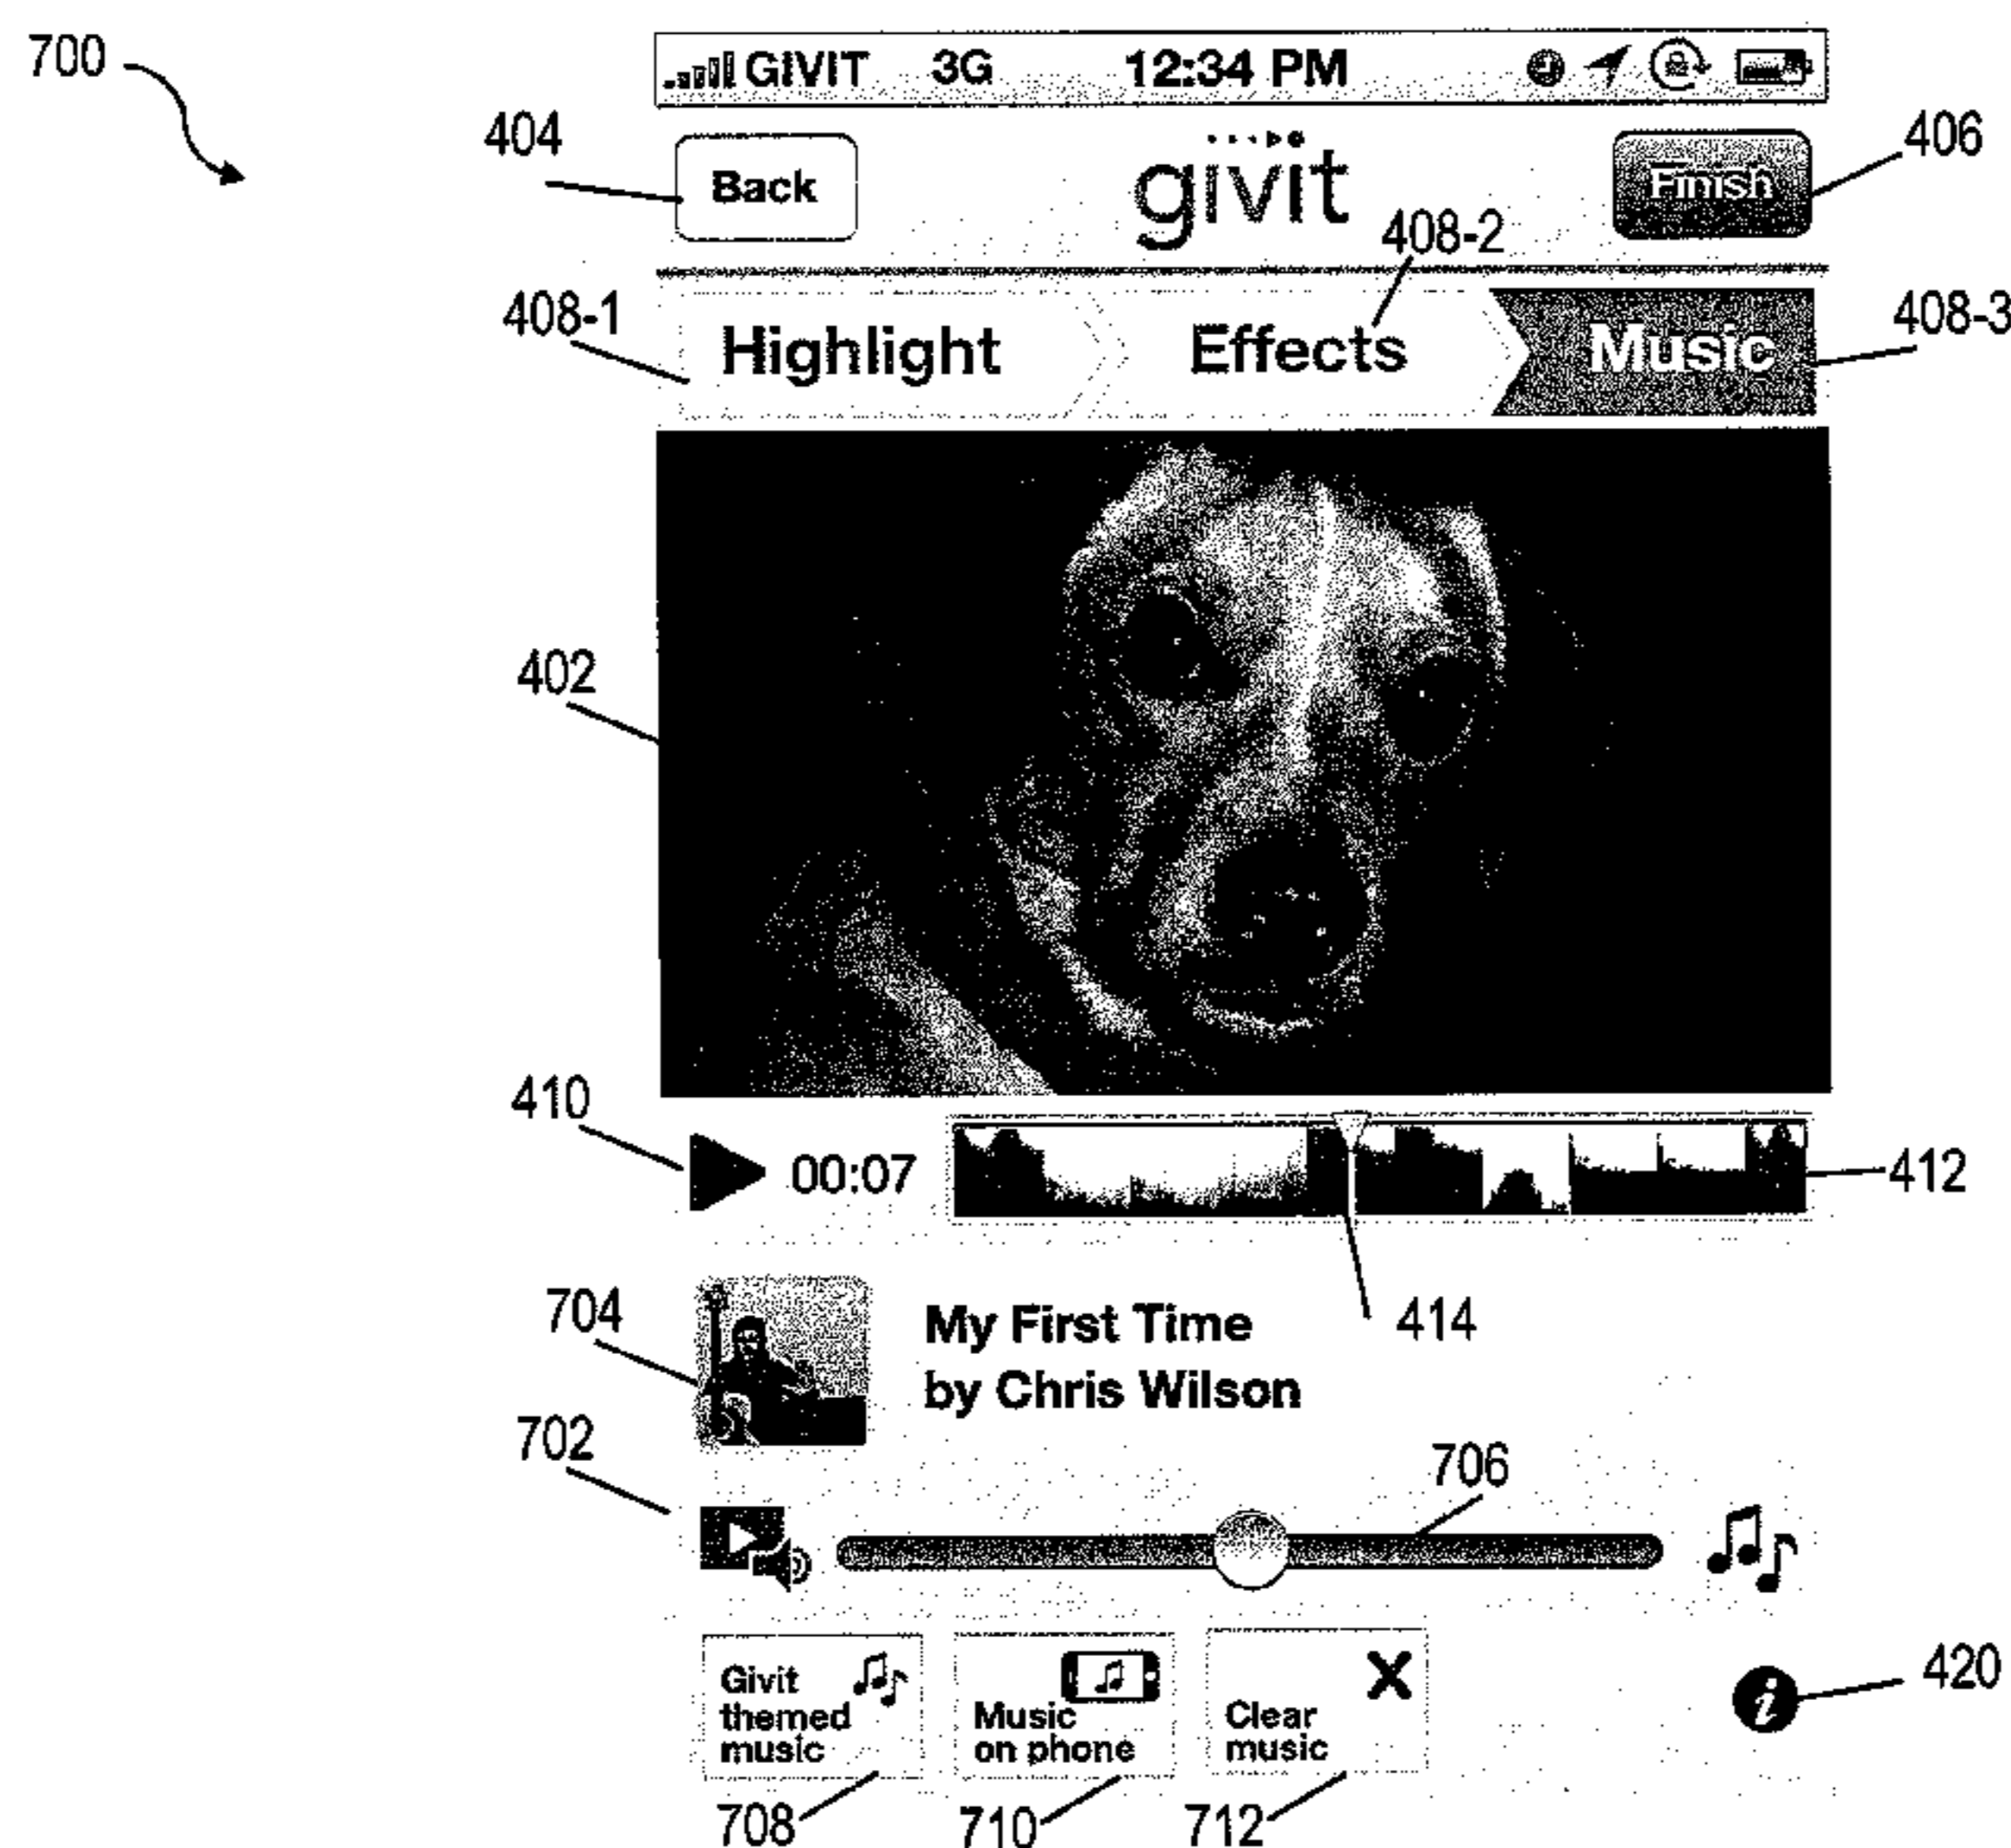 700
GIVIT 3G 12:34 PM
404
Back
givit
Finish
406
408-2
408-1
Highlight
Effects
Music
408-3
402
410
00:07
412
414
704
My First Time
by Chris Wilson
702
706
Givit
themed
music
Music
on phone
X
Clear
music
i
420
708
710
712